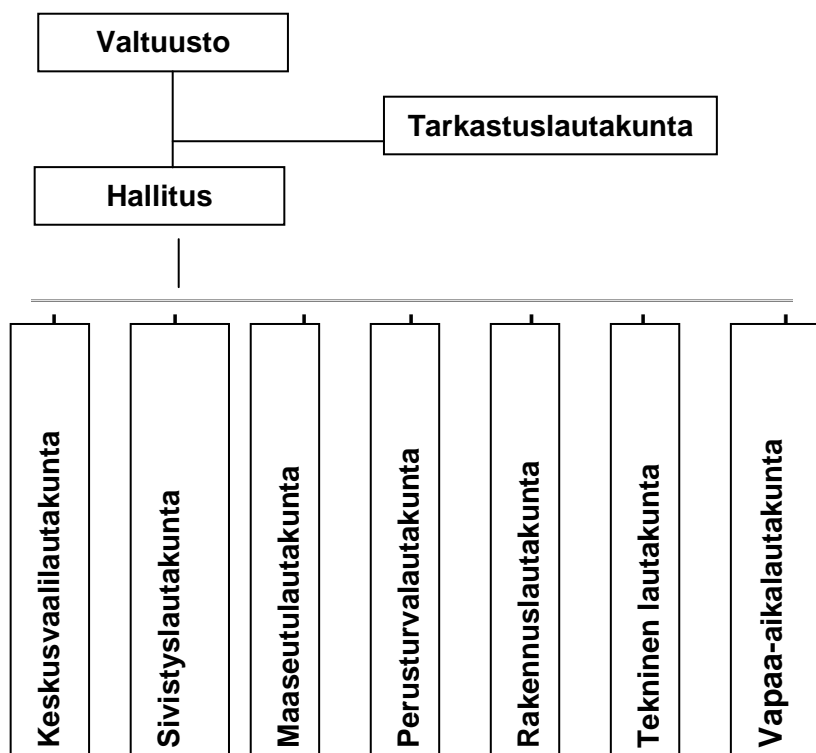 Valtuusto
Tarkastuslautakunta
Hallitus
Keskusvaalilautakunta
Sivistyslautakunta
Maaseutulautakunta
Perusturvalautakunta
Rakennuslautakunta
Tekninen lautakunta
Vapaa-aikalautakunta